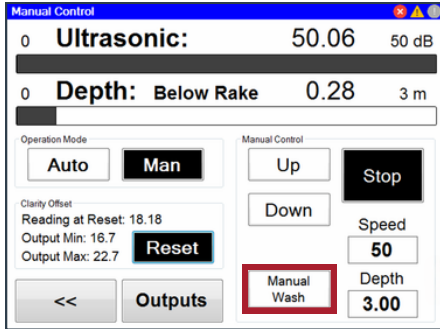 Manual Control
0 Ultrasonic: 50.06 50 dB
0 Depth: Below Rake 0.28 3 m
Operation Mode
Auto Man
Clarity Offset
Reading at Reset: 18.18
Output Min: 16.7
Output Max: 22.7
Reset
<< Outputs
Manual Control
Up
Stop
Down
Speed
50
Manual
Wash
Depth
3.00